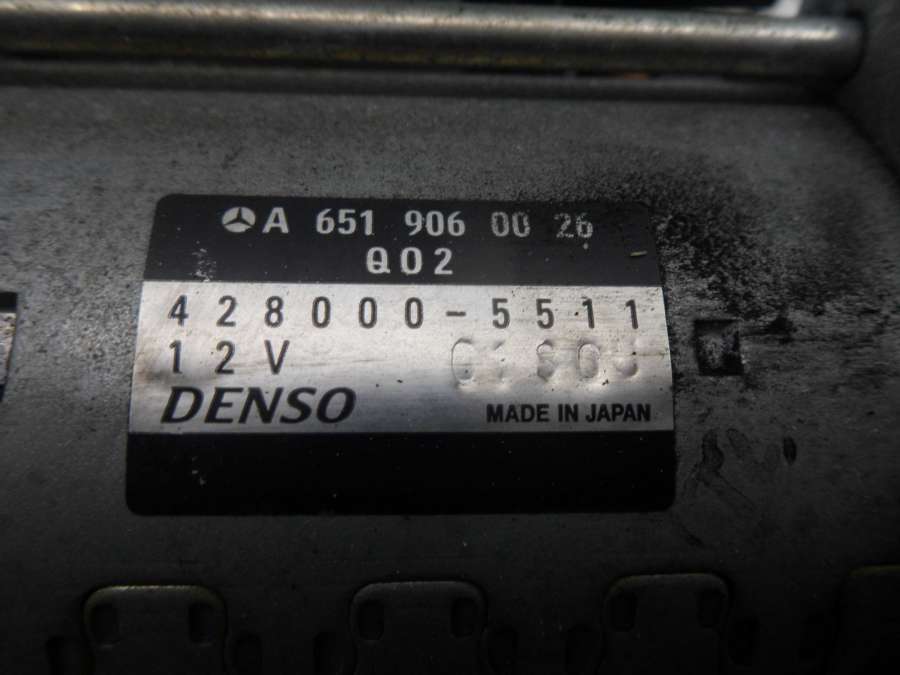 A 651 906 00 26
Q02
428000-5511
12V
DENSO
MADE IN JAPAN